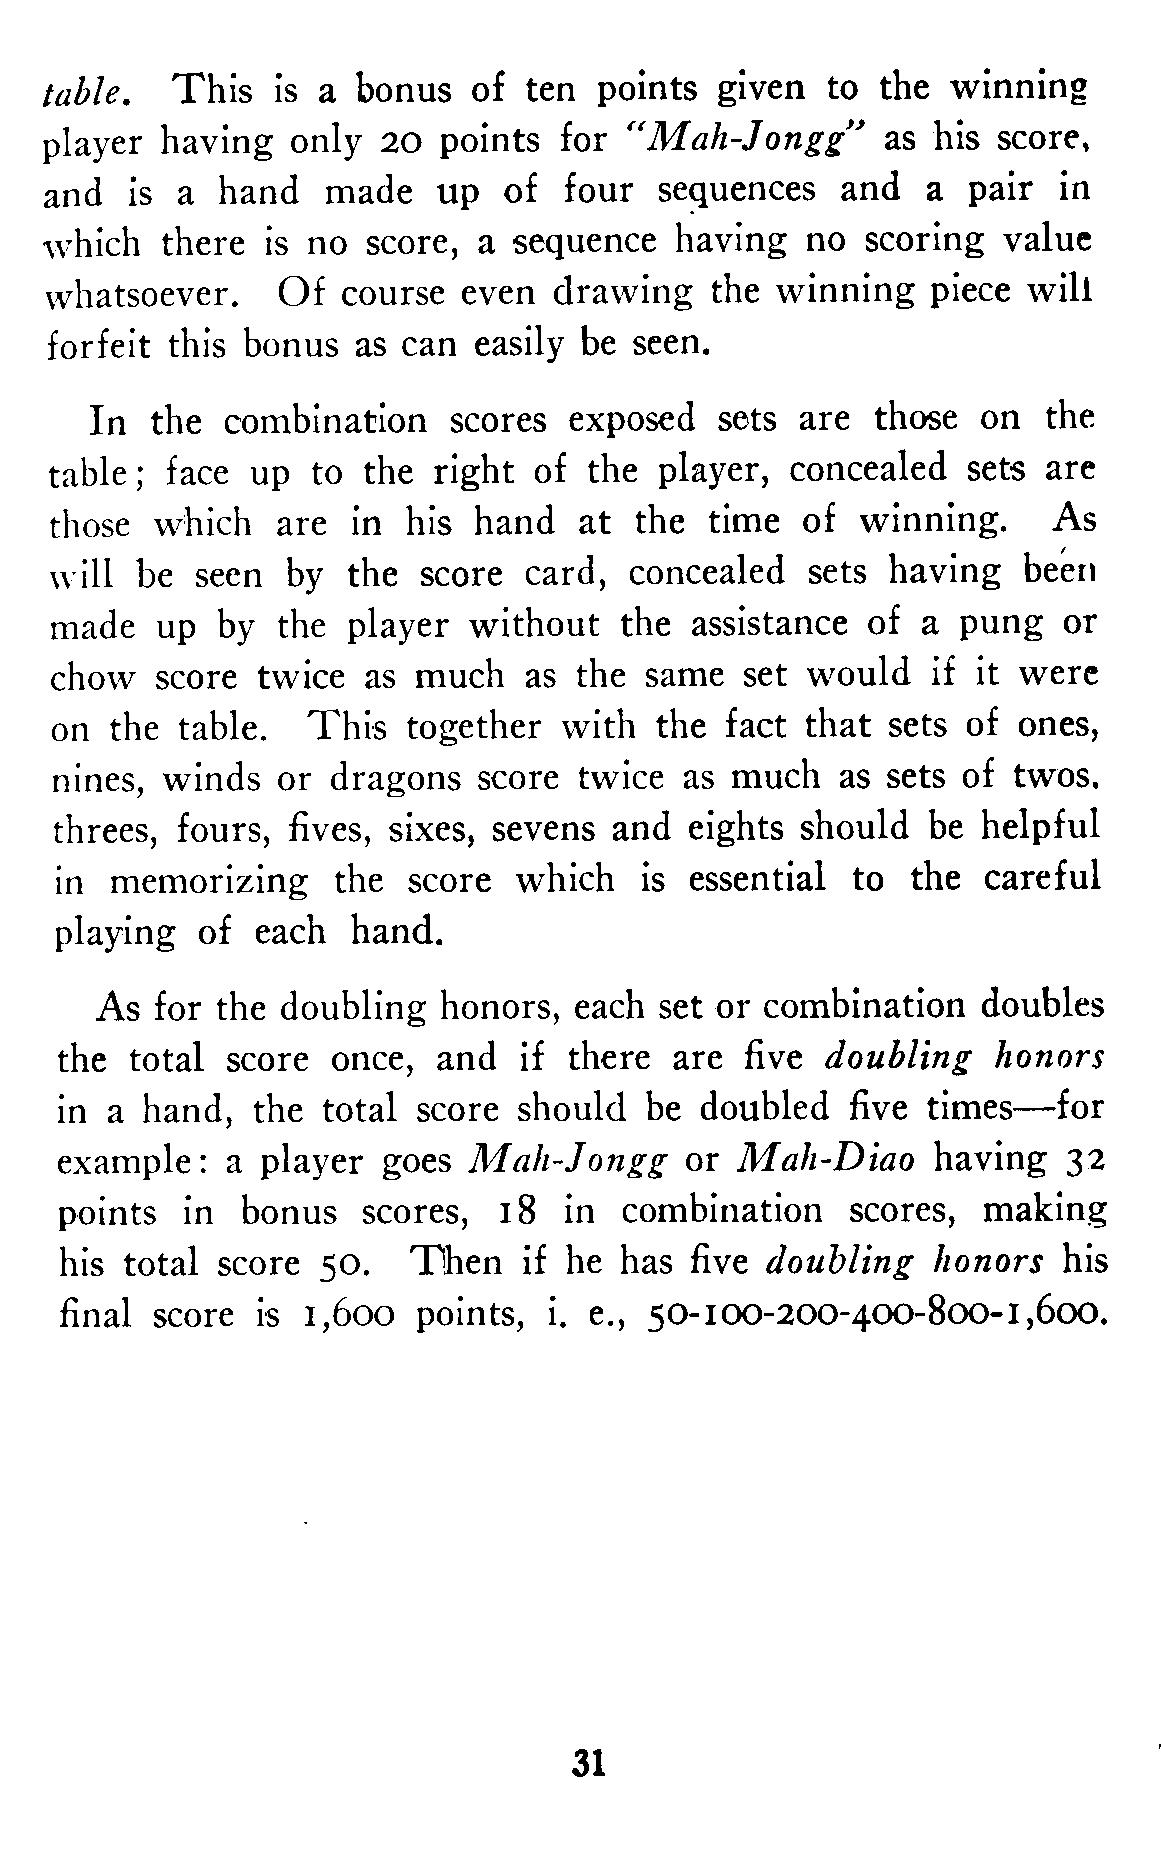 table. This is a bonus of ten points given to the winning
player having only 20 points for "Mah-Jongg" as his score,
and is a hand made up of four sequences and a pair in
which there is no score, a sequence having no scoring value
whatsoever. Of course even drawing the winning piece will
forfeit this bonus as can easily be seen.
In the combination scores exposed sets are those on the
table; face up to the right of the player, concealed sets are
those which are in his hand at the time of winning. As
will be seen by the score card, concealed sets having been
made up by the player without the assistance of a pung or
chow score twice as much as the same set would if it were
on the table. This together with the fact that sets of ones,
nines, winds or dragons score twice as much as sets of twos.
threes, fours, fives, sixes, sevens and eights should be helpful
in memorizing the score which is essential to the careful
playing of each hand.
As for the doubling honors, each set or combination doubles
the total score once, and if there are five doubling honors
in a hand, the total score should be doubled five times—for
example: a player goes Mah-Jongg or Mah-Diao having 32
points in bonus scores, 18 in combination scores, making
his total score 50. Then if he has five doubling honors his
final score is 1,600 points, i. e., 50-100-200-400-800-1,600.
31